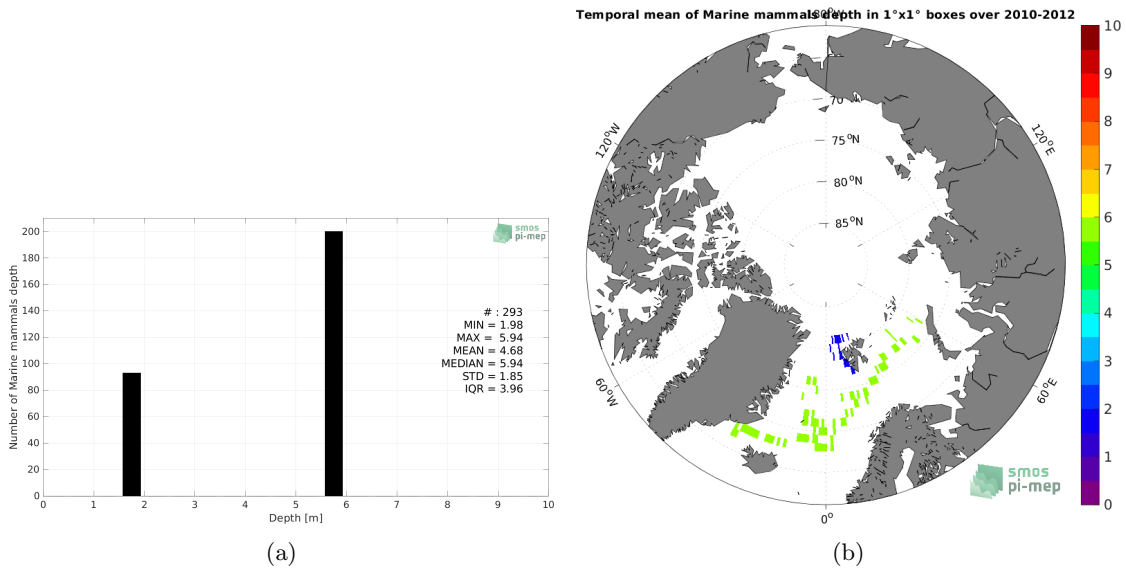 Temporal mean of Marine mammals depth in 1°x1° boxes over 2010-2012
180°W
120°W
120°E
60°W
60°E
0°
70°N
75°N
80°N
85°N
10
9
8
7
6
5
4
3
2
1
0
smos
pi-mep
Number of Marine mammals depth
200
180
160
140
120
100
80
60
40
20
0
smos
pi-mep
# : 293
MIN = 1.98
MAX = 5.94
MEAN = 4.68
MEDIAN = 5.94
STD = 1.85
IQR = 3.96
0 1 2 3 4 5 6 7 8 9 10
Depth [m]
(a)
(b)